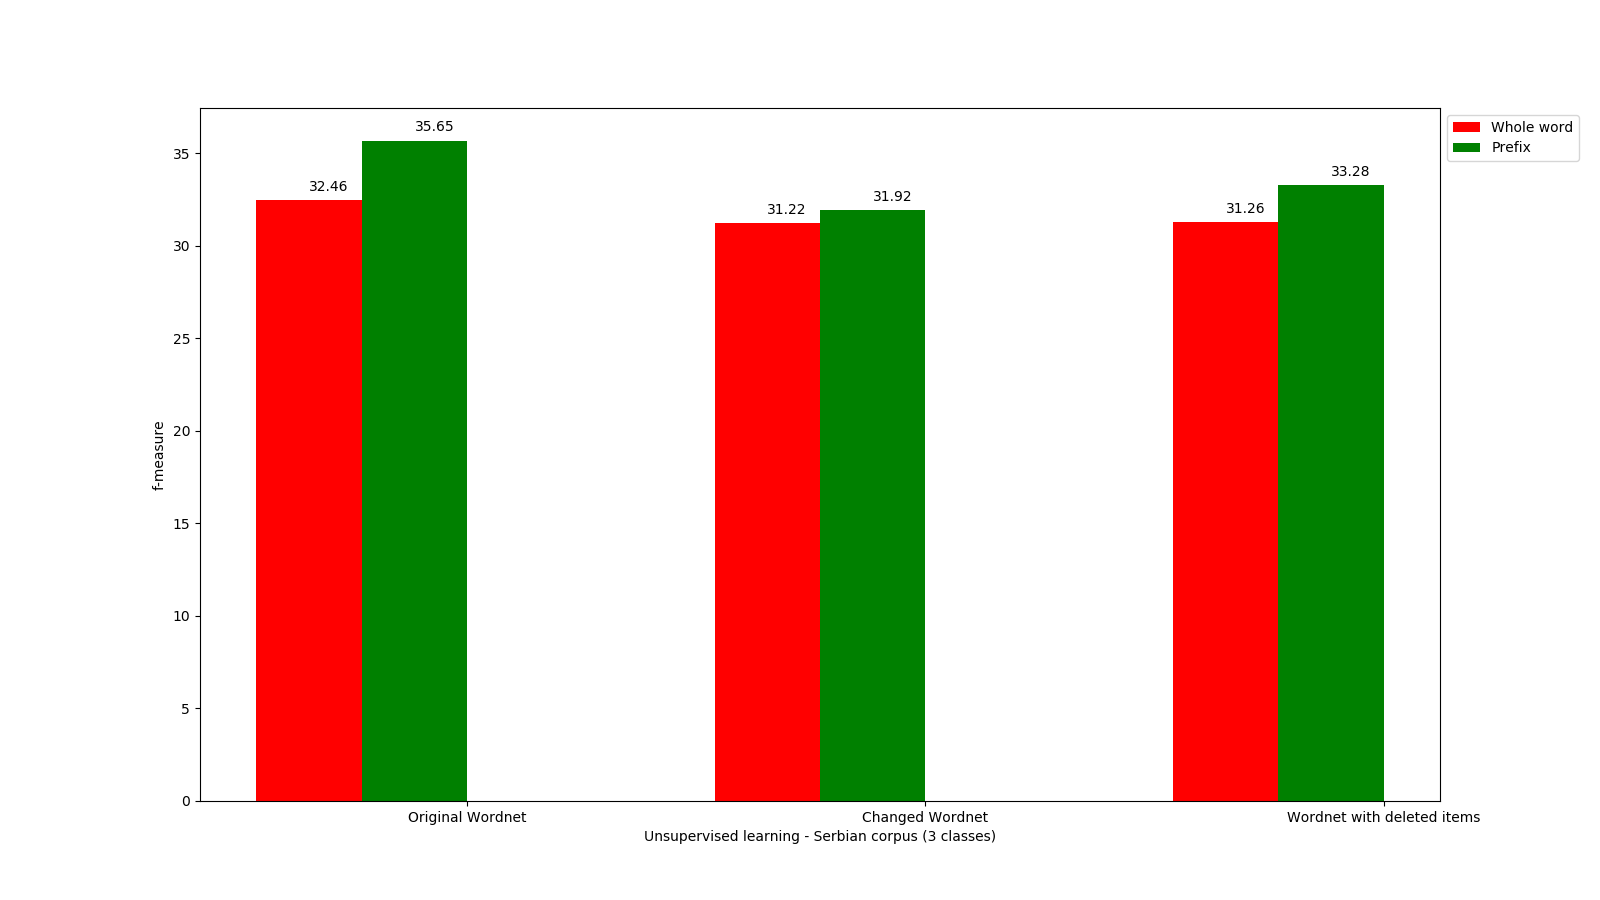 Whole word
Prefix
35.65
32.46
31.22
31.92
31.26
33.28
35
30
25
20
15
10
5
0
f-measure
Original Wordnet
Changed Wordnet
Wordnet with deleted items
Unsupervised learning - Serbian corpus (3 classes)